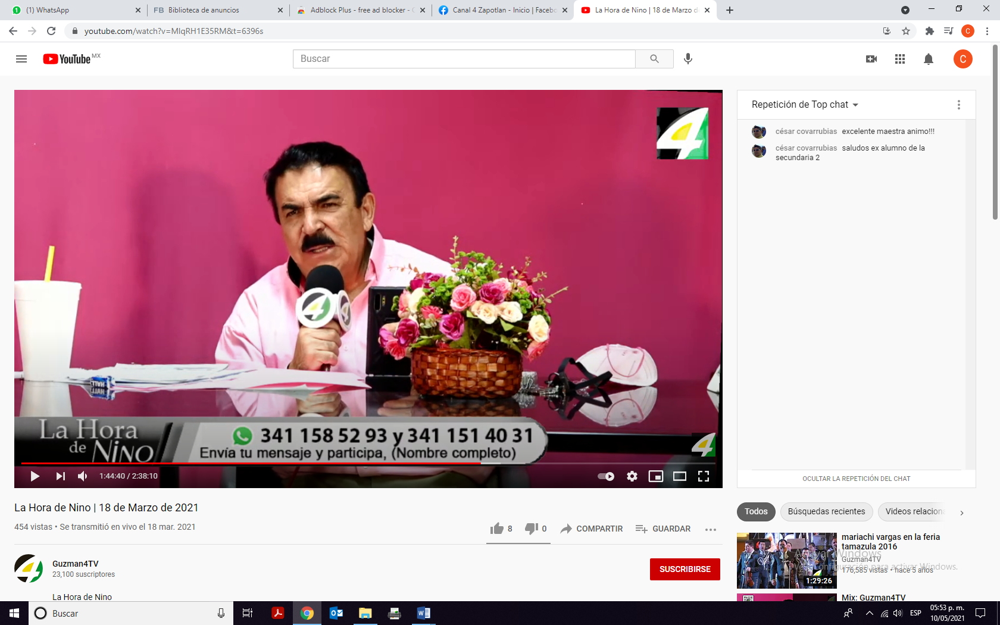 (1) WhatsApp
FB Biblioteca de anuncios
Adblock Plus - free ad blocker -
Canal 4 Zapotlan - Inicio | Facebo
La Hora de Nino | 18 de Marzo d
youtube.com/watch?v=MIqRH1E35RM&t=6396s
C
YouTube MX
Buscar
C
4
Repetición de Top chat
césar covarrubias excelente maestra animo!!!
césar covarrubias saludos ex alumno de la
secundaria 2
4
HALLS
La Hora
de Nino
341 158 52 93 y 341 151 40 31
Envía tu mensaje y participa, (Nombre completo)
4
1:44:40 / 2:38:10
OCULTAR LA REPETICIÓN DEL CHAT
La Hora de Nino | 18 de Marzo de 2021
454 vistas • Se transmitió en vivo el 18 mar. 2021
8
0
COMPARTIR
GUARDAR
Todos
Búsquedas recientes
Videos relaciona
mariachi vargas en la feria
tamazula 2016
Guzman4TV
176,585 vistas • hace 5 años
1:29:26
Activar Windows
Ve a Configuración para activar Windows.
Guzman4TV
23,100 suscriptores
SUSCRIBIRSE
La Hora de Nino
Mix: Guzman4TV
Buscar
ESP
05:53 p. m.
10/05/2021